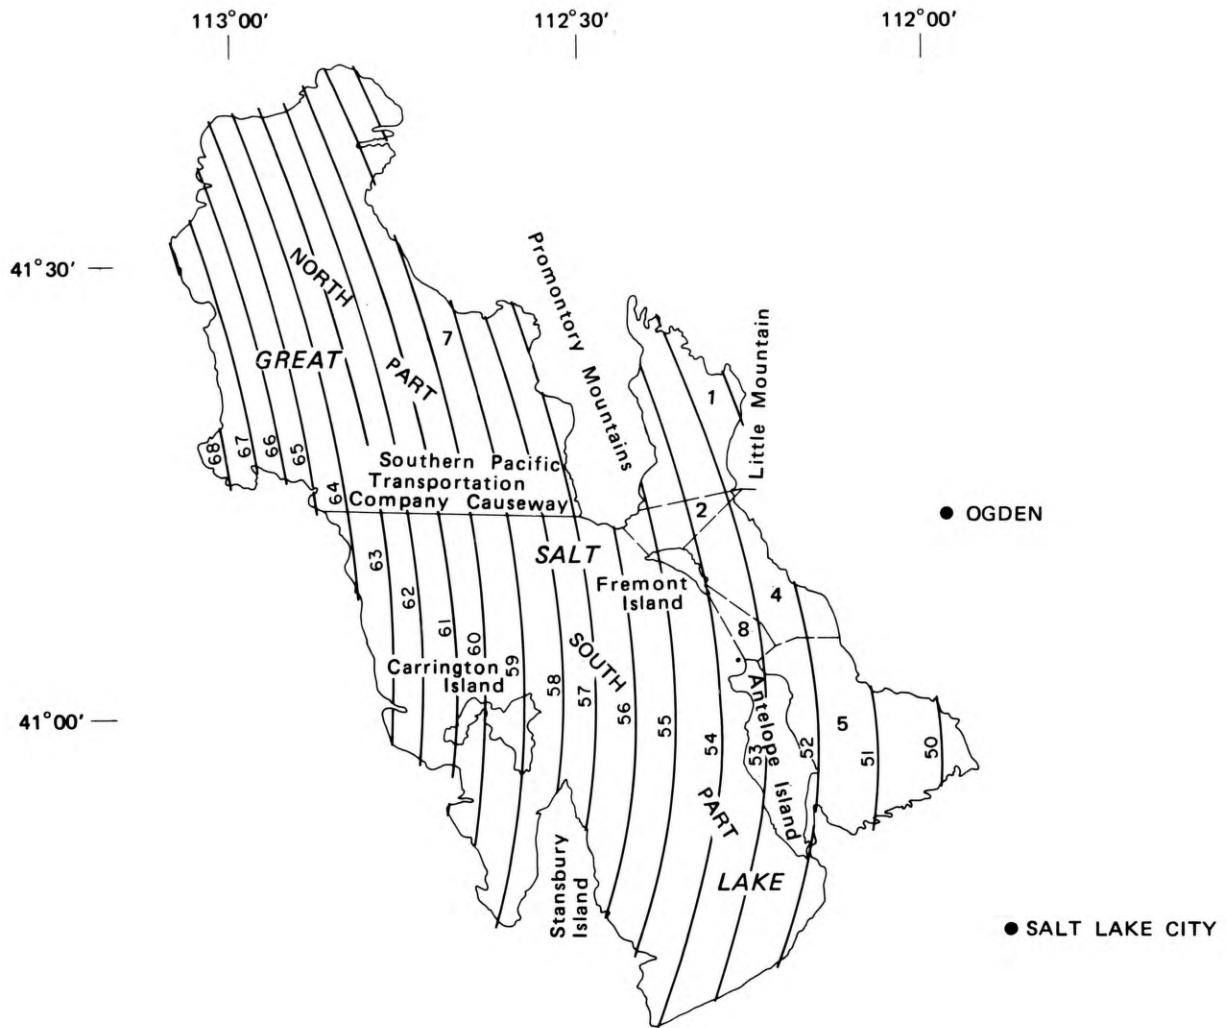 113°00'
112°30'
112°00'
41°30'
41°00'
NORTH
PART
GREAT
7
Promontory Mountains
1
Little Mountain
68
67
66
65
64
Southern Pacific
Transportation
Company Causeway
2
OGDEN
SALT
Fremont
Island
4
8
63
62
61
60
59
58
57
56
55
54
53
52
51
50
SOUTH
Carrington
Island
Antelope Island
5
PART
LAKE
Stansbury
Island
SALT LAKE CITY